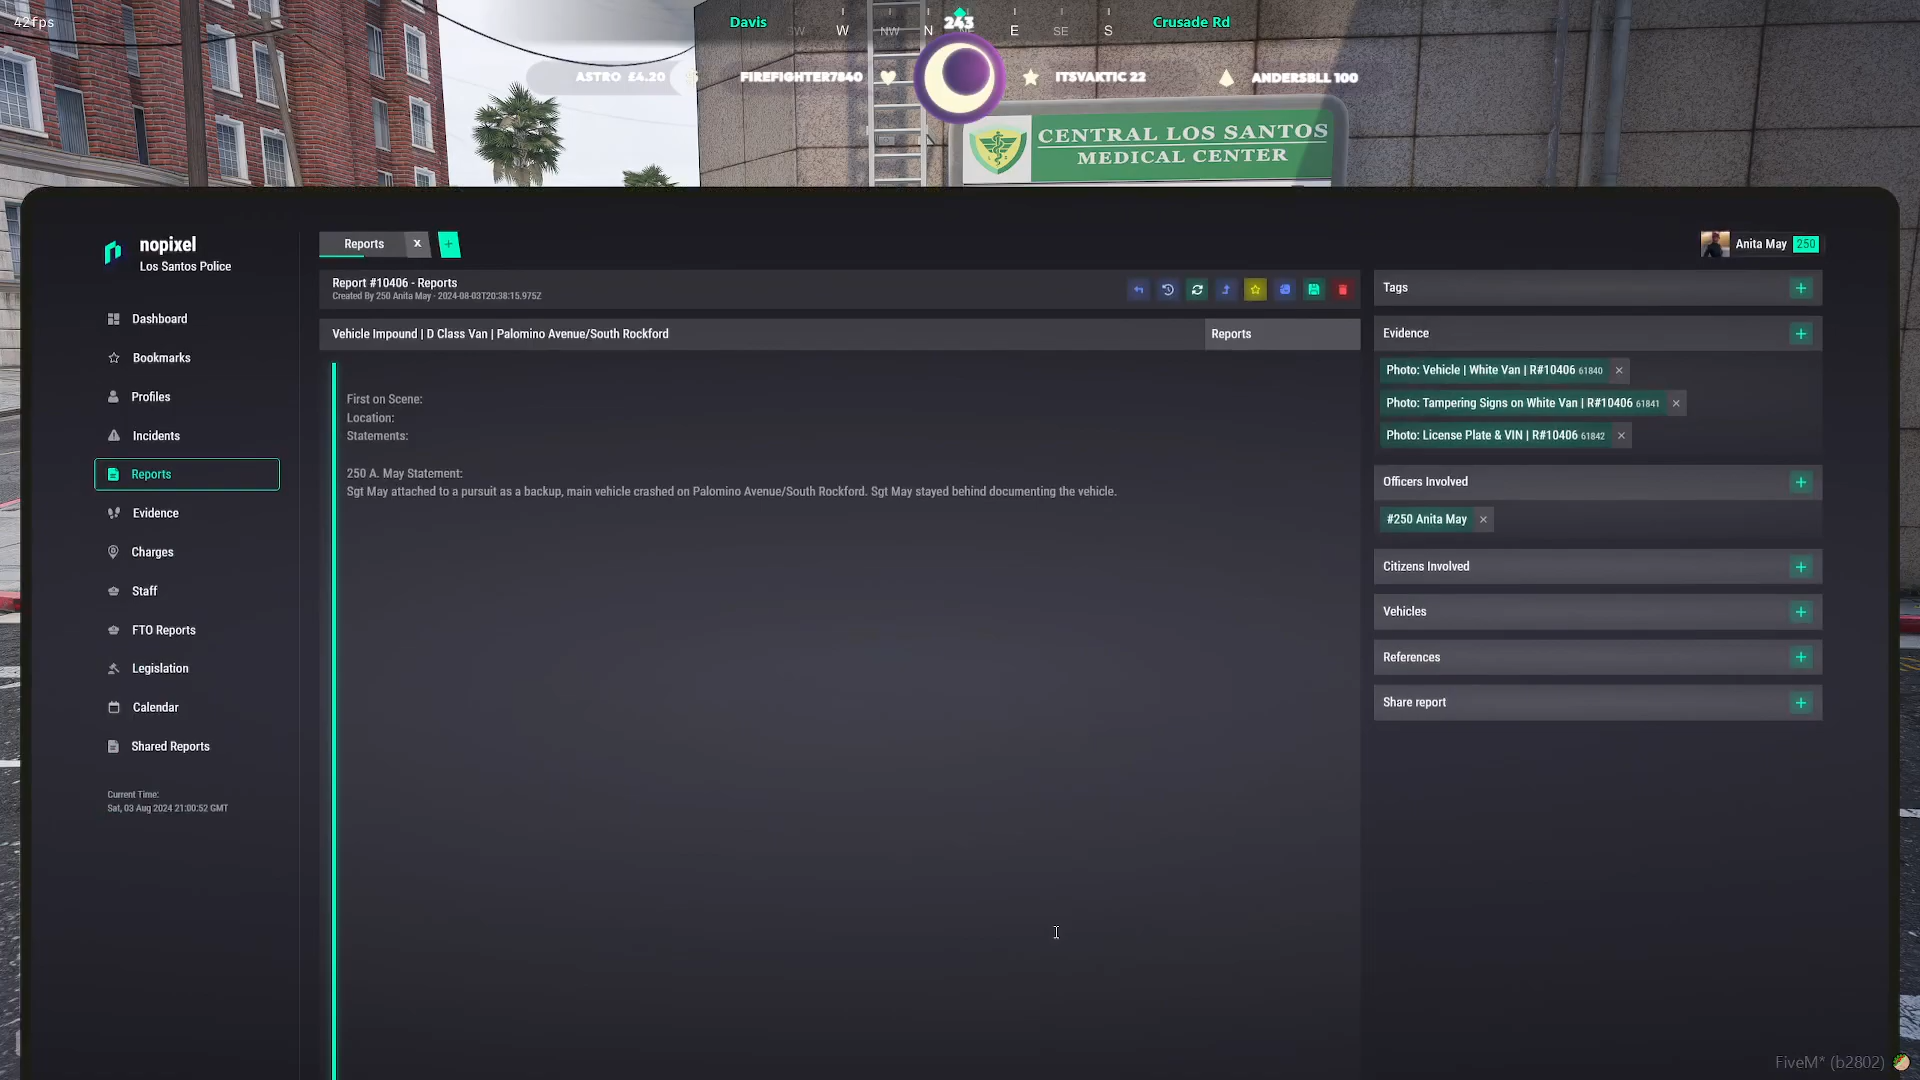 42fps
Davis
SW W NW N NE E SE S
243
Crusade Rd
ASTRO £4.20
FIREFIGHTER7840
ITSVAKTIC 22
ANDERSBLL 100
CENTRAL LOS SANTOS
MEDICAL CENTER
nopixel
Los Santos Police
Dashboard
Bookmarks
Profiles
Incidents
Reports
Evidence
Charges
Staff
FTO Reports
Legislation
Calendar
Shared Reports
Current Time:
Sat, 03 Aug 2024 21:00:52 GMT
Reports x +
Anita May 250
Report #10406 - Reports
Created By 250 Anita May - 2024-08-03T20:38:15.975Z
Vehicle Impound | D Class Van | Palomino Avenue/South Rockford
Reports
First on Scene:
Location:
Statements:
250 A. May Statement:
Sgt May attached to a pursuit as a backup, main vehicle crashed on Palomino Avenue/South Rockford. Sgt May stayed behind documenting the vehicle.
Tags +
Evidence +
Photo: Vehicle | White Van | R#10406 61840 ×
Photo: Tampering Signs on White Van | R#10406 61841 ×
Photo: License Plate & VIN | R#10406 61842 ×
Officers Involved +
#250 Anita May ×
Citizens Involved +
Vehicles +
References +
Share report +
FiveM* (b2802)